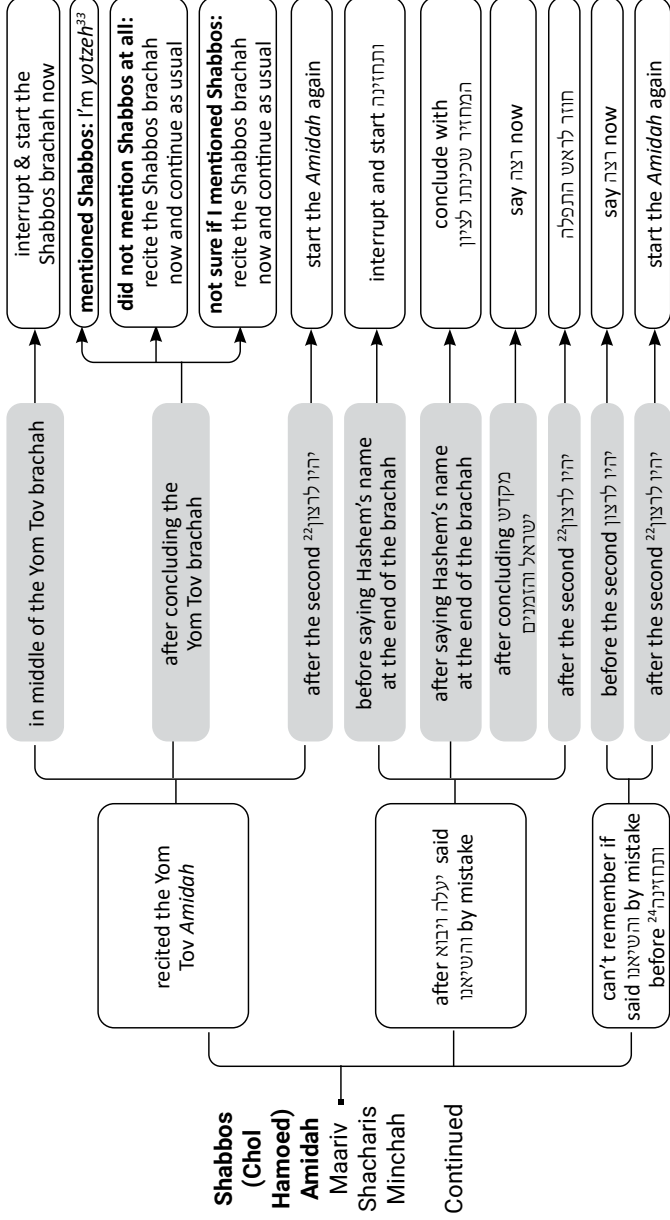 Shabbos
(Chol
Hamoed)
Amidah
Maariv
Shacharis
Minchah
Continued
recited the Yom
Tov Amidah
in middle of the Yom Tov brachah
interrupt & start the
Shabbos brachah now
after concluding the
Yom Tov brachah
mentioned Shabbos: I'm yotzeh³³
did not mention Shabbos at all:
recite the Shabbos brachah
now and continue as usual
not sure if I mentioned Shabbos:
recite the Shabbos brachah
now and continue as usual
after the second יהיו לרצון²²
start the Amidah again
after יעלה ויבוא said
והשיאנו by mistake
before saying Hashem's name
at the end of the brachah
interrupt and start ותחזינה
after saying Hashem's name
at the end of the brachah
conclude with
המחזיר שכינתו לציון
after concluding מקדש
ישראל והזמנים
say רצה now
after the second יהיו לרצון²²
חוזר לראש התפלה
can't remember if
said והשיאנו by mistake
before ותחזינה²⁴
before the second יהיו לרצון
say רצה now
after the second יהיו לרצון²²
start the Amidah again